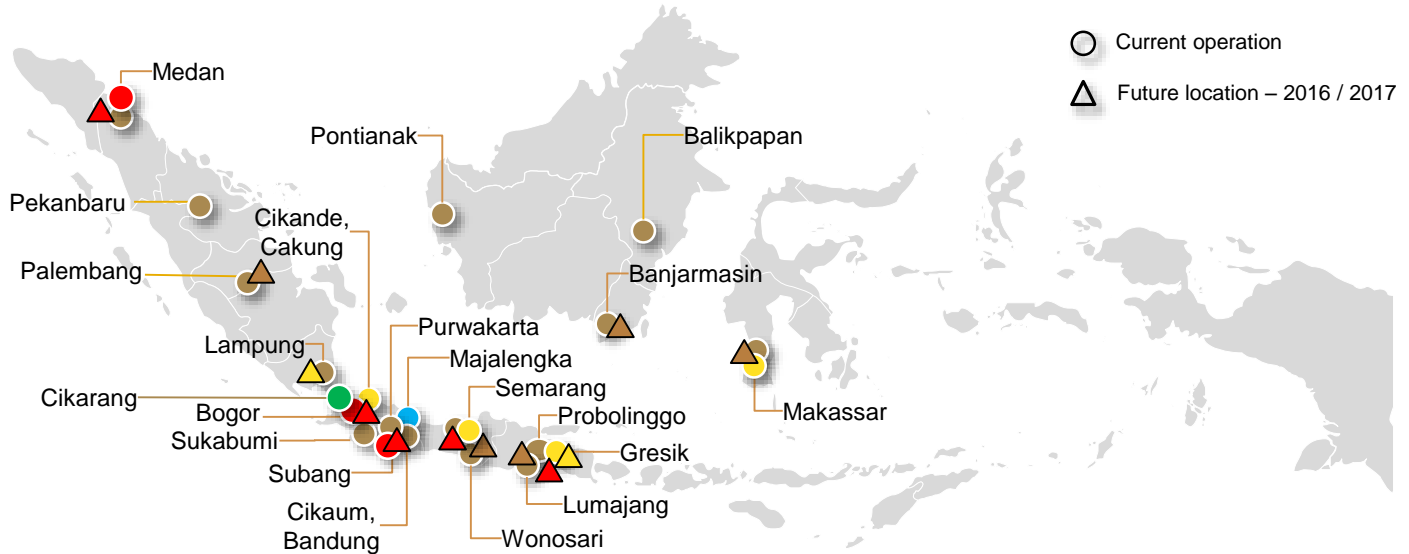 Current operation
Future location – 2016 / 2017
Medan
Pontianak
Balikpapan
Pekanbaru
Cikande,
Cakung
Palembang
Banjarmasin
Purwakarta
Lampung
Majalengka
Semarang
Cikarang
Bogor
Probolinggo
Makassar
Sukabumi
Gresik
Subang
Lumajang
Cikaum,
Bandung
Wonosari